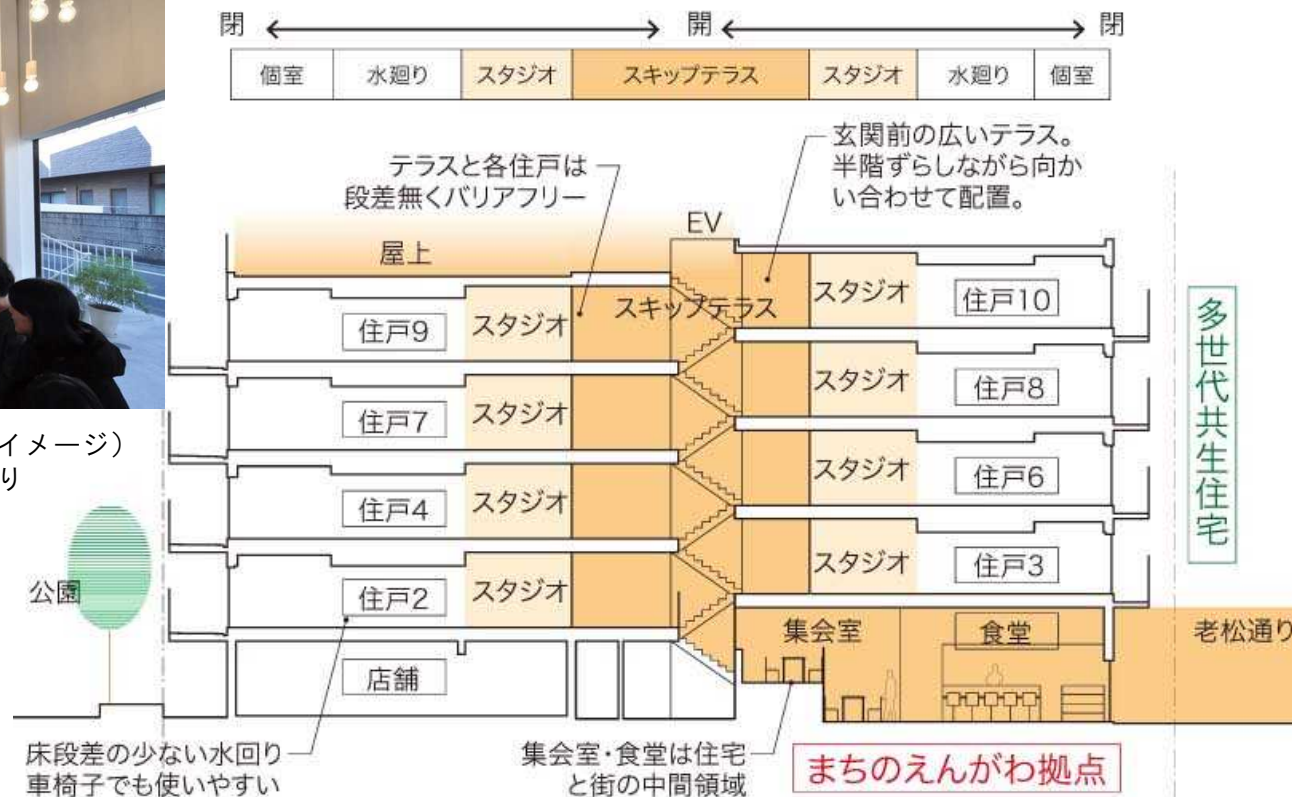 閉 開 閉
個室 水廻り スタジオ スキップテラス スタジオ 水廻り 個室
玄関前の広いテラス。
半階ずらしながら向か
い合わせて配置。
テラスと各住戸は
段差無くバリアフリー
EV
屋上
スキップテラス
スタジオ 住戸10
住戸9 スタジオ
スタジオ 住戸8
住戸7 スタジオ
スタジオ 住戸6
住戸4 スタジオ
スタジオ 住戸3
住戸2 スタジオ
多世代共生住宅
イメージ）
り
公園
集会室 食堂 老松通り
店舗
床段差の少ない水回り
車椅子でも使いやすい
集会室・食堂は住宅
と街の中間領域
まちのえんがわ拠点